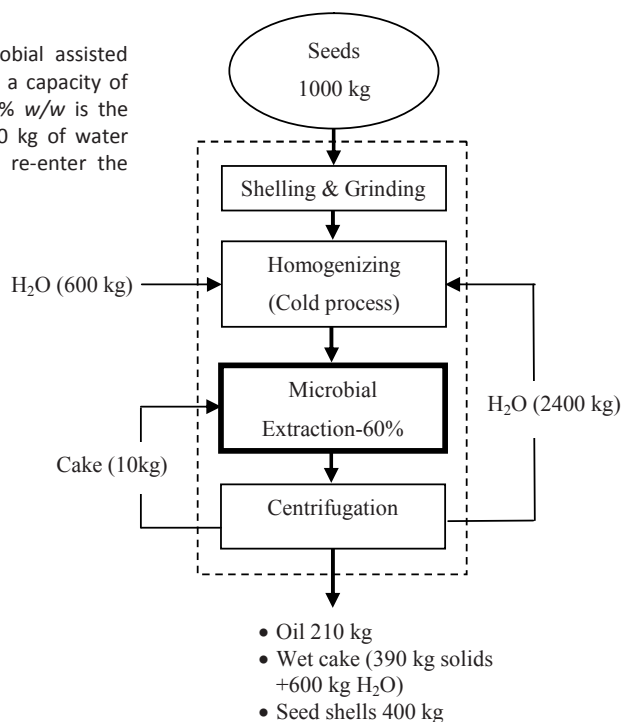 obial assisted
a capacity of
% w/w is the
0 kg of water
re-enter the
Seeds
1000 kg
Shelling & Grinding
Homogenizing
(Cold process)
H₂O (600 kg)
Microbial
Extraction-60%
H₂O (2400 kg)
Cake (10kg)
Centrifugation
• Oil 210 kg
• Wet cake (390 kg solids
+600 kg H₂O)
• Seed shells 400 kg